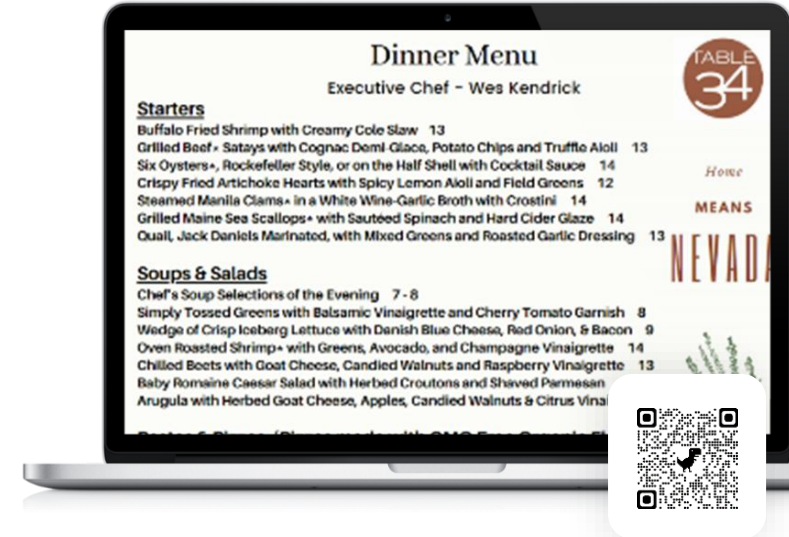 Dinner Menu
Executive Chef - Wes Kendrick
TABLE
34
Starters
Buffalo Fried Shrimp with Creamy Cole Slaw 13
Grilled Beef* Satays with Cognac Demi-Glace, Potato Chips and Truffle Aioli 13
Six Oysters*, Rockefeller Style, or on the Half Shell with Cocktail Sauce 14
Crispy Fried Artichoke Hearts with Spicy Lemon Aioli and Field Greens 12
Steamed Manila Clams* in a White Wine-Garlic Broth with Crostini 14
Grilled Maine Sea Scallops* with Sautéed Spinach and Hard Cider Glaze 14
Quail, Jack Daniels Marinated, with Mixed Greens and Roasted Garlic Dressing 13
Home
MEANS
NEVADA
Soups & Salads
Chef's Soup Selections of the Evening 7-8
Simply Tossed Greens with Balsamic Vinaigrette and Cherry Tomato Garnish 8
Wedge of Crisp Iceberg Lettuce with Danish Blue Cheese, Red Onion, & Bacon 9
Oven Roasted Shrimp* with Greens, Avocado, and Champagne Vinaigrette 14
Chilled Beets with Goat Cheese, Candied Walnuts and Raspberry Vinaigrette 13
Baby Romaine Caesar Salad with Herbed Croutons and Shaved Parmesan
Arugula with Herbed Goat Cheese, Apples, Candied Walnuts & Citrus